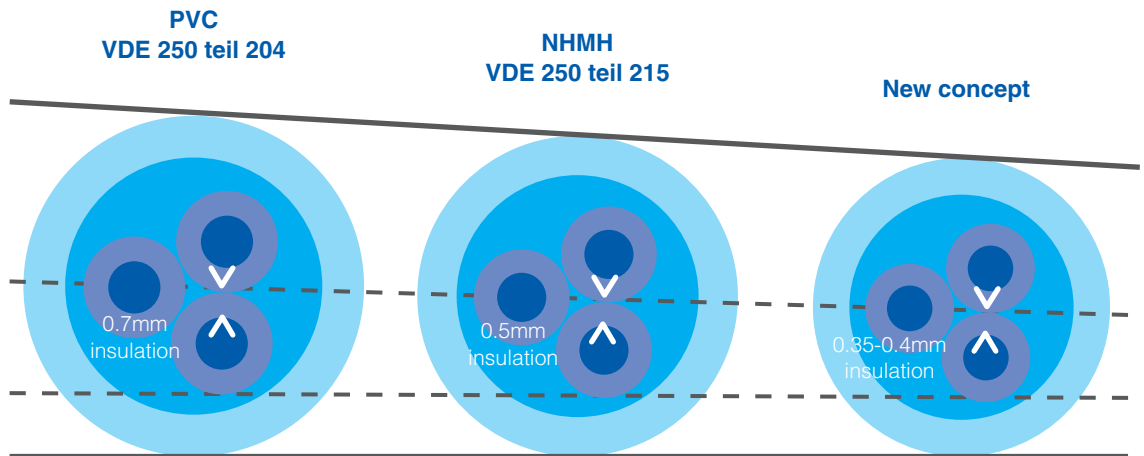 PVC
VDE 250 teil 204
NHMH
VDE 250 teil 215
New concept
0.7mm
insulation
0.5mm
insulation
0.35-0.4mm
insulation